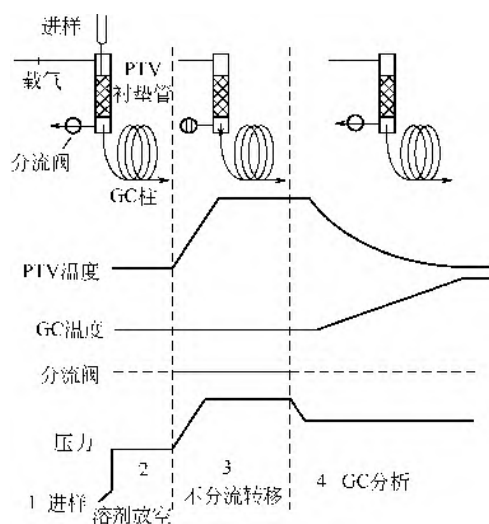 进样
载气
PTV
衬垫管
分流阀
GC柱
PTV温度
GC温度
分流阀
压力
1 进样
2
溶剂放空
3
不分流转移
4 GC分析